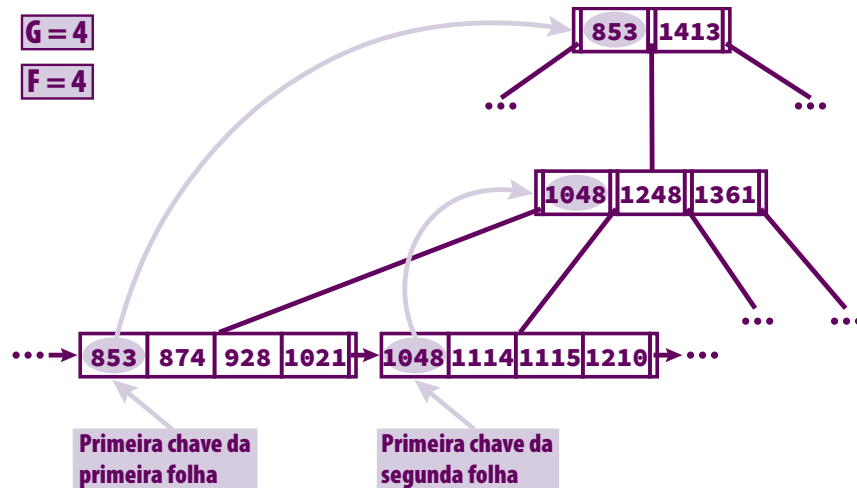 G = 4
F = 4
853 1413
... ...
1048 1248 1361
... ...
... 853 874 928 1021 1048 1114 1115 1210 ...
Primeira chave da
primeira folha
Primeira chave da
segunda folha